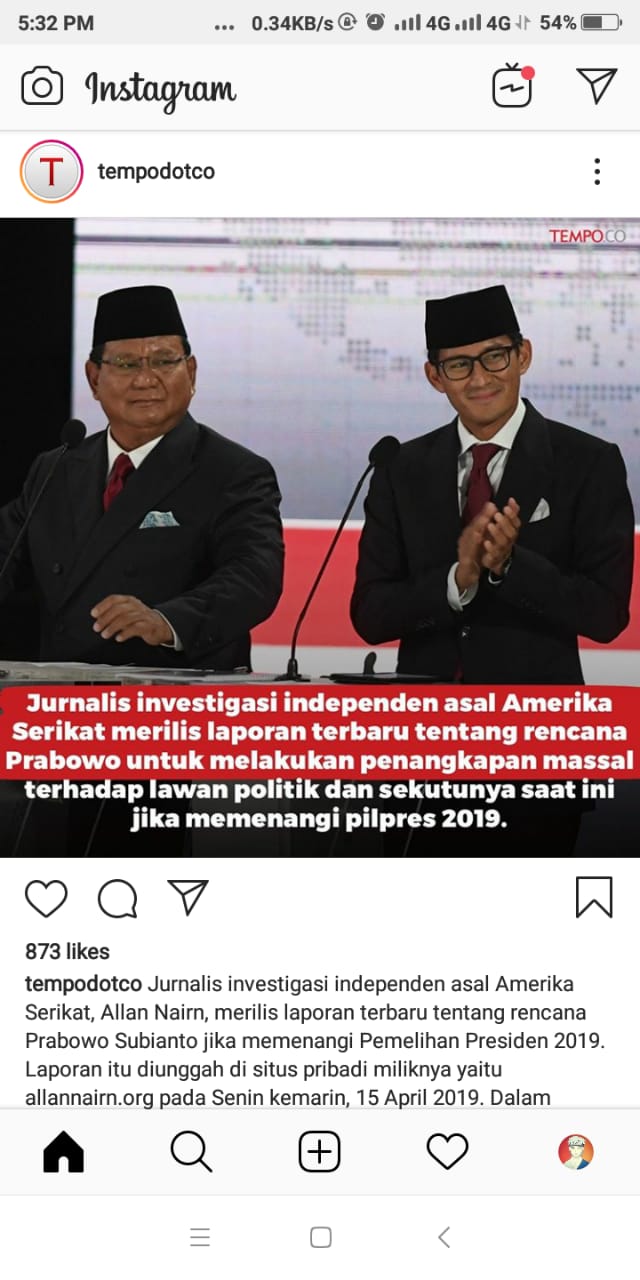 5:32 PM ... 0.34KB/s 4G 4G 54%
Instagram
T tempodotco
TEMPO.CO
Jurnalis investigasi independen asal Amerika
Serikat merilis laporan terbaru tentang rencana
Prabowo untuk melakukan penangkapan massal
terhadap lawan politik dan sekutunya saat ini
jika memenangi pilpres 2019.
873 likes
tempodotco Jurnalis investigasi independen asal Amerika
Serikat, Allan Nairn, merilis laporan terbaru tentang rencana
Prabowo Subianto jika memenangi Pemelihan Presiden 2019.
Laporan itu diunggah di situs pribadi miliknya yaitu
allannairn.org pada Senin kemarin, 15 April 2019. Dalam